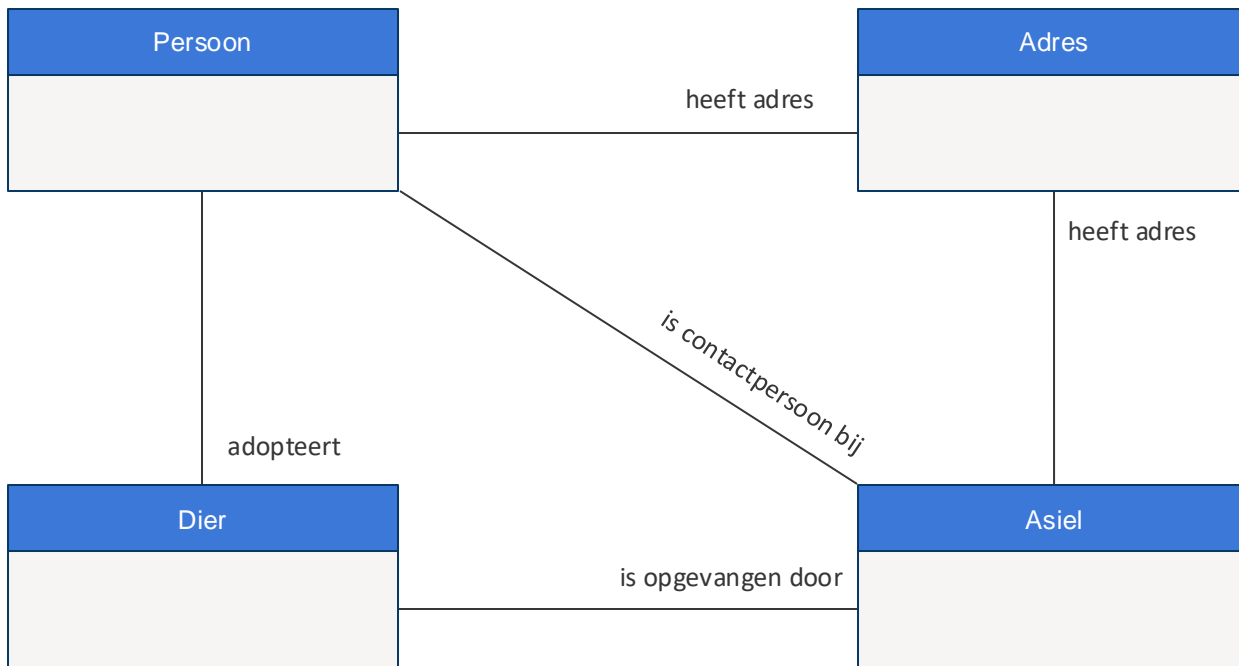 Persoon
Adres
heeft adres
heeft adres
is contactpersoon bij
adopteert
Dier
Asiel
is opgevangen door